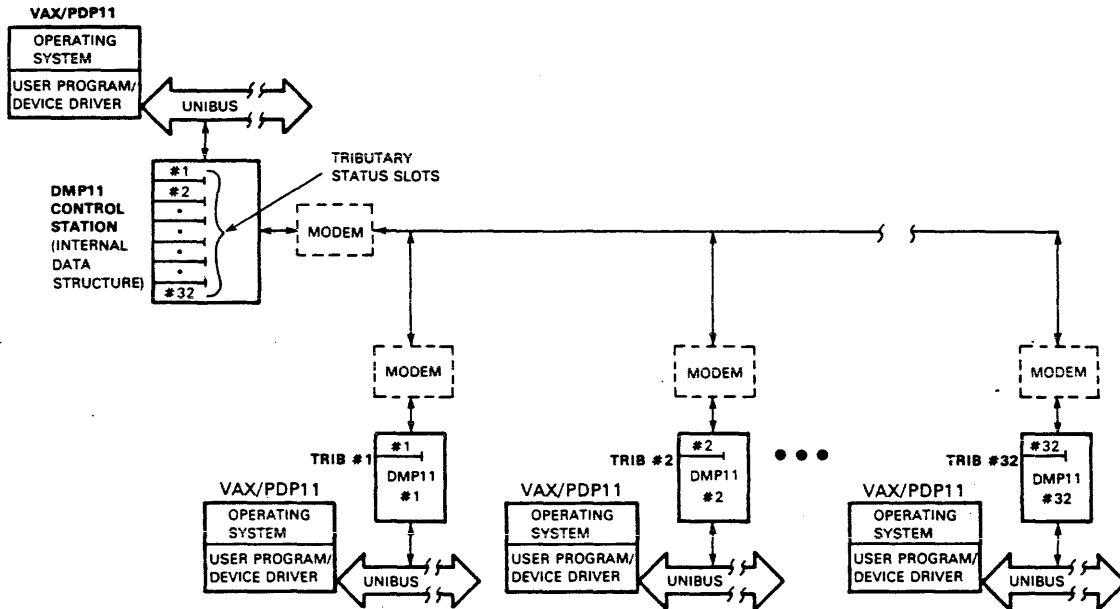 VAX/PDP11
OPERATING
SYSTEM
USER PROGRAM/
DEVICE DRIVER
UNIBUS
TRIBUTARY
STATUS SLOTS
DMP11
CONTROL
STATION
(INTERNAL
DATA
STRUCTURE)
#1
#2
#32
MODEM
MODEM
MODEM
MODEM
TRIB #1
#1
DMP11
#1
TRIB #2
#2
DMP11
#2
TRIB #32
#32
DMP11
#32
VAX/PDP11
OPERATING
SYSTEM
USER PROGRAM/
DEVICE DRIVER
UNIBUS
VAX/PDP11
OPERATING
SYSTEM
USER PROGRAM/
DEVICE DRIVER
UNIBUS
VAX/PDP11
OPERATING
SYSTEM
USER PROGRAM/
DEVICE DRIVER
UNIBUS